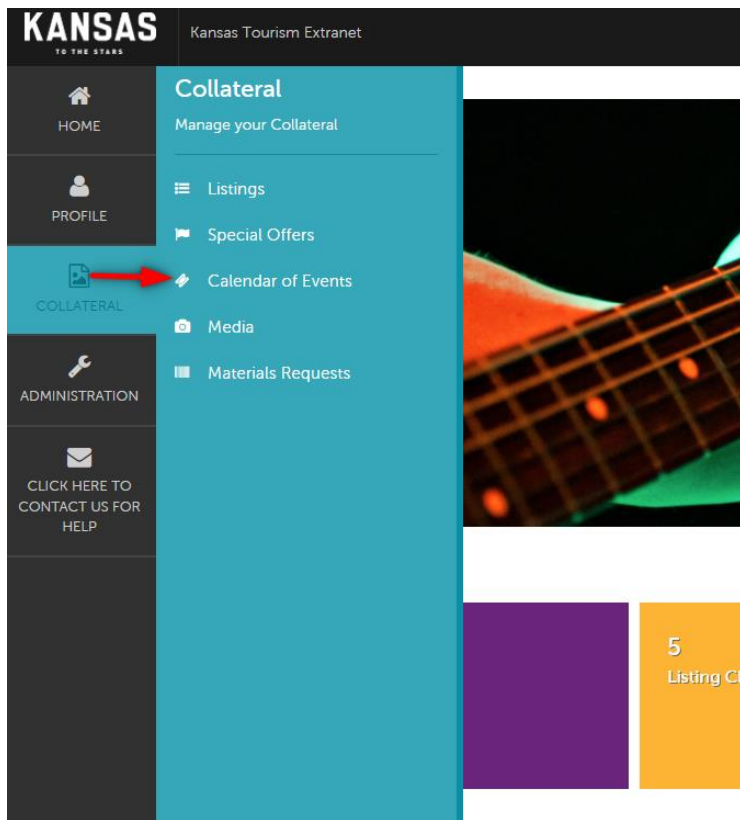 KANSAS
TO THE STARS
Kansas Tourism Extranet
HOME
PROFILE
COLLATERAL
ADMINISTRATION
CLICK HERE TO
CONTACT US FOR
HELP
Collateral
Manage your Collateral
Listings
Special Offers
Calendar of Events
Media
Materials Requests
5
Listing